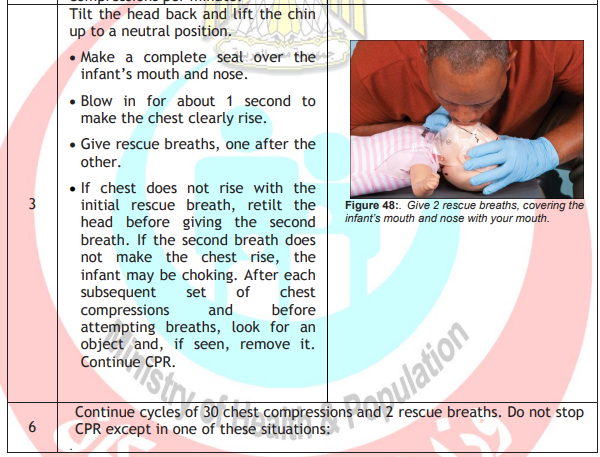 compressions per minute.
Tilt the head back and lift the chin
up to a neutral position.
• Make a complete seal over the
infant's mouth and nose.
• Blow in for about 1 second to
make the chest clearly rise.
• Give rescue breaths, one after the
other.
3
• If chest does not rise with the
initial rescue breath, retilt the
head before giving the second
breath. If the second breath does
not make the chest rise, the
infant may be choking. After each
subsequent set of chest
compressions and before
attempting breaths, look for an
object and, if seen, remove it.
Continue CPR.
Figure 48:. Give 2 rescue breaths, covering the
infant's mouth and nose with your mouth.
6
Continue cycles of 30 chest compressions and 2 rescue breaths. Do not stop
CPR except in one of these situations:
Ministry of Health & Population